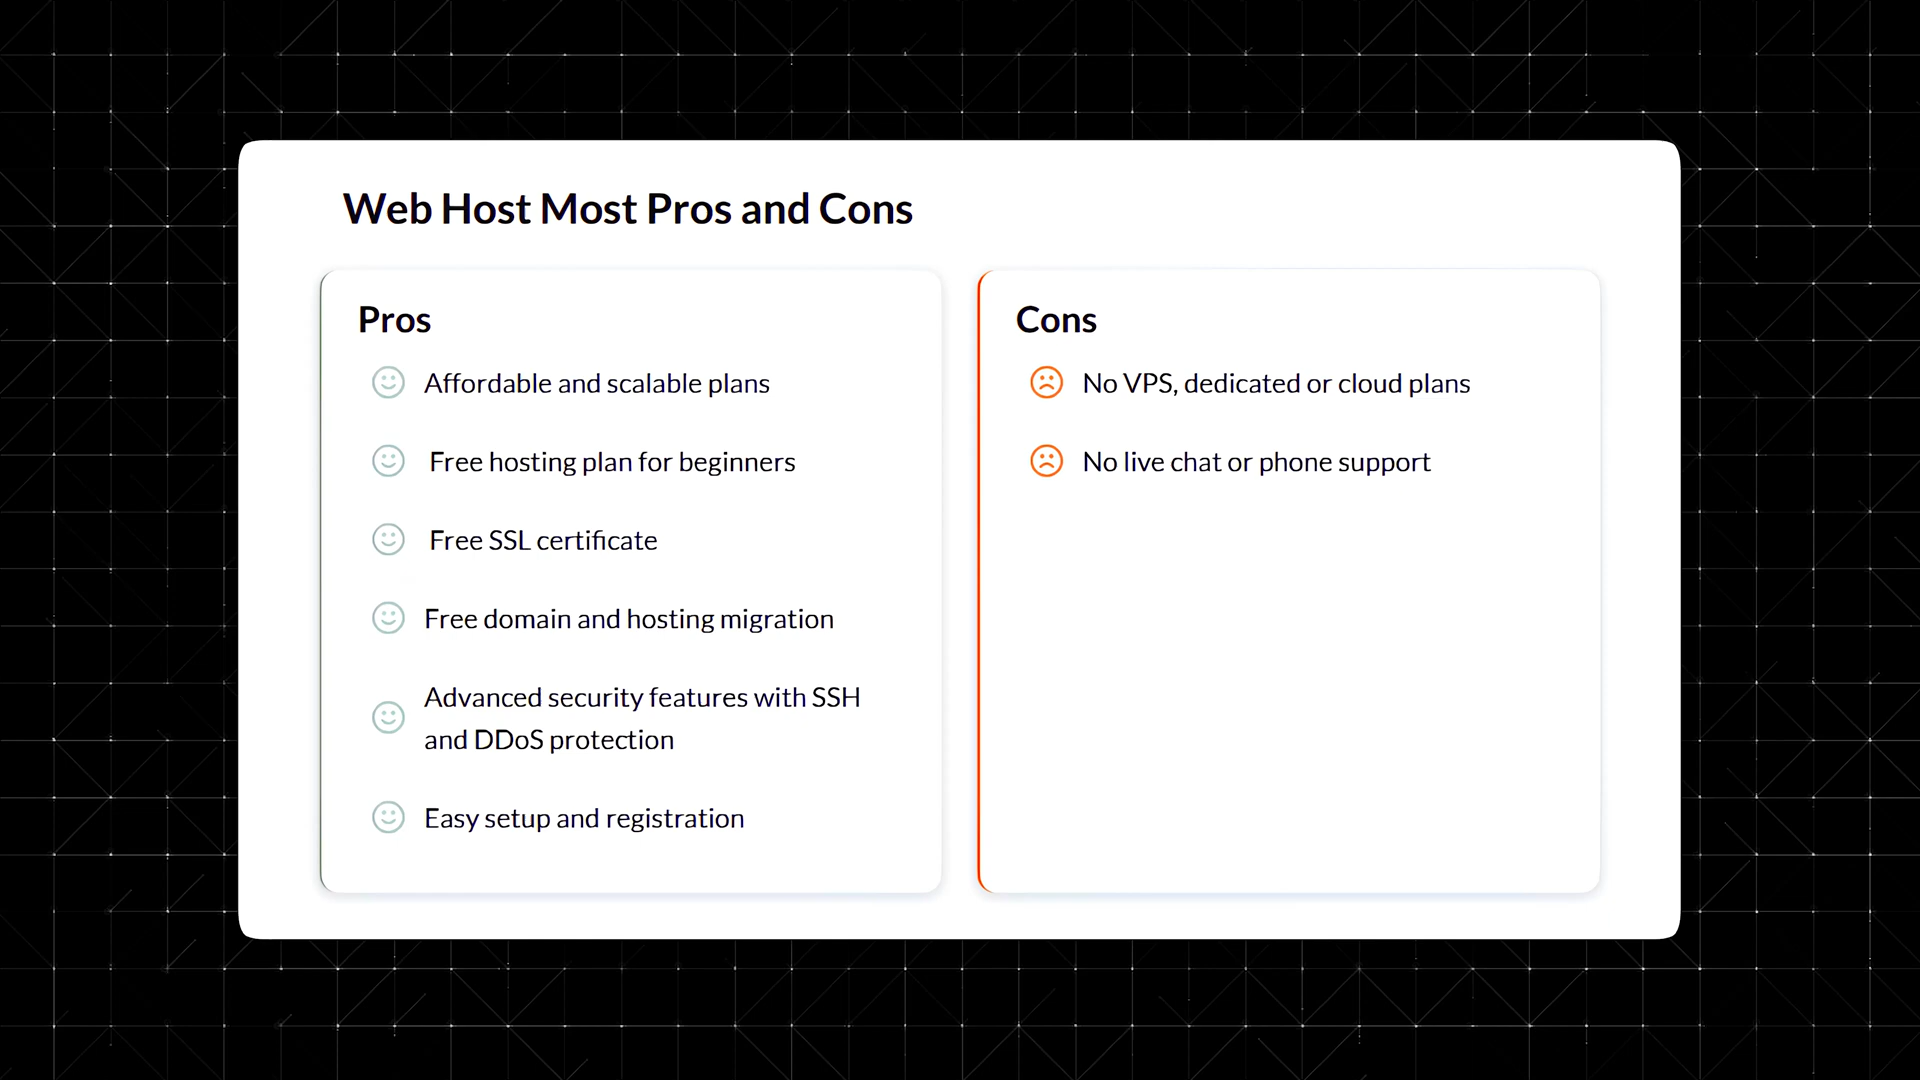 Web Host Most Pros and Cons
Pros
Affordable and scalable plans
Free hosting plan for beginners
Free SSL certificate
Free domain and hosting migration
Advanced security features with SSH
and DDoS protection
Easy setup and registration
Cons
No VPS, dedicated or cloud plans
No live chat or phone support